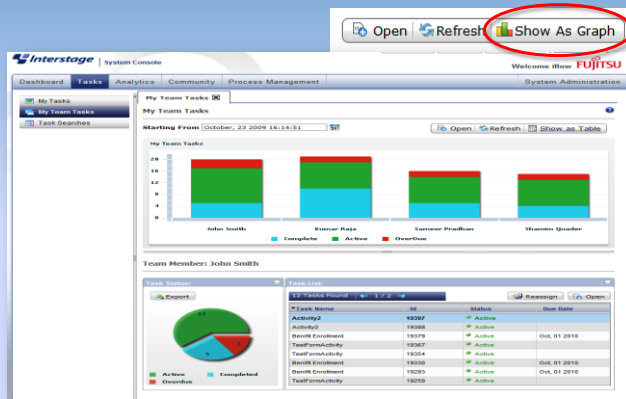 Open Refresh Show As Graph
Interstage System Console
Welcome iflow FUJITSU
Dashboard Tasks Analytics Community Process Management System Administration
My Tasks
My Team Tasks
Task Searches
My Team Tasks
My Team Tasks
Starting From October, 23 2009 16:14:51
Open Refresh Show as Table
My Team Tasks
20
16
12
8
4
0
John Smith Kumar Raja Sameer Pradhan Shamim Quader
Complete Active OverDue
Team Member: John Smith
Task Status:
Export
12
5
Active Completed
Overdue
Task List:
12 Tasks Found 1 / 2
Reassign Open
Task Name Id Status Due Date
Activity2 19397 Active
Activity2 19388 Active
Benifit Enrollment 19379 Active Oct, 01 2010
TestFormActivity 19367 Active
TestFormActivity 19354 Active
Benifit Enrollment 19330 Active Oct, 01 2010
Benifit Enrollment 19293 Active Oct, 01 2010
TestFormActivity 19259 Active